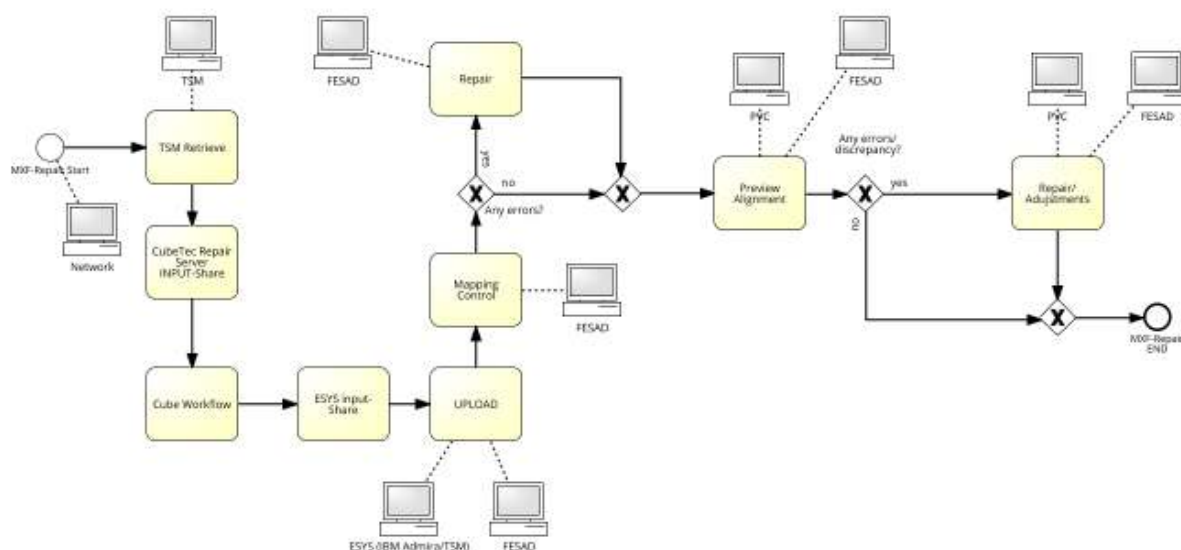 TSM
FESAD
Repair
PVC
FESAD
PVC
FESAD
MXF-Repair Start
TSM Retrieve
yes
no
Any errors?
Any errors/
discrepancy?
Preview
Alignment
yes
no
Repair/
Adujstments
Network
CubeTec Repair
Server
INPUT-Share
Mapping
Control
FESAD
MXF-Repair
END
Cube Workflow
ESYS input-
Share
UPLOAD
ESYS (IBM Admira/TSM)
FESAD